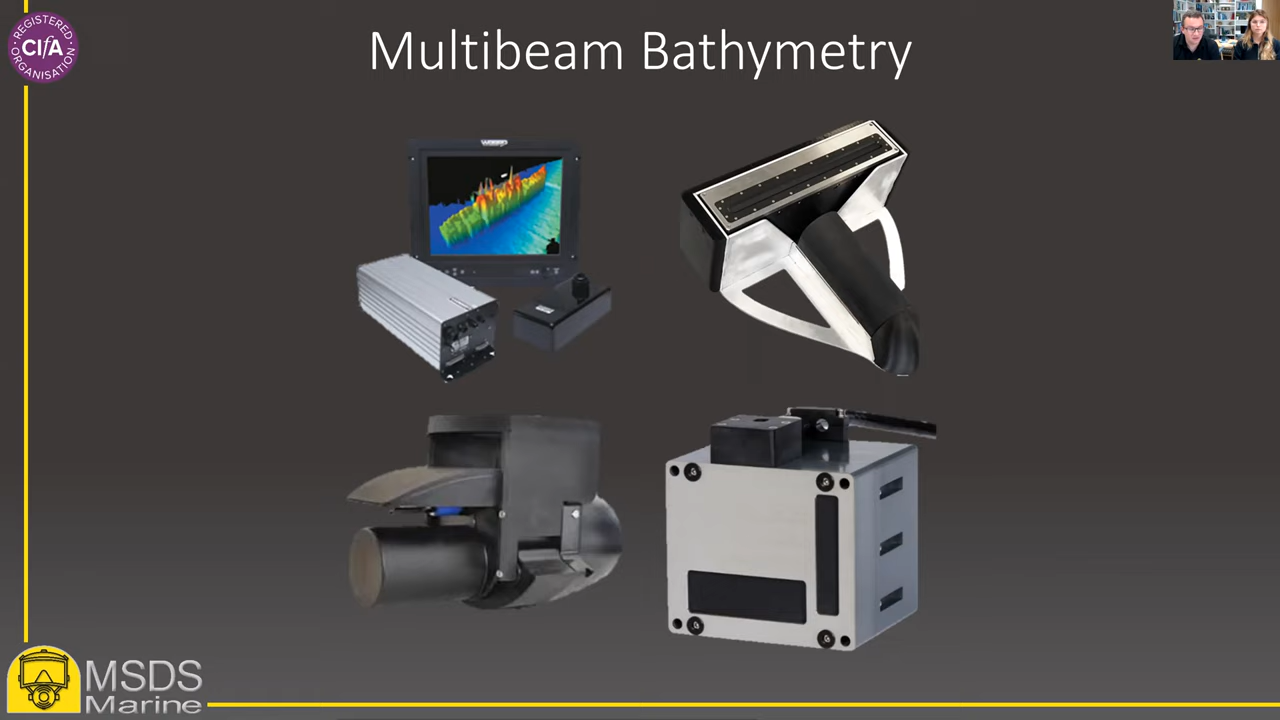 REGISTERED
CIfA
ORGANISATION
Multibeam Bathymetry
MSDS
Marine